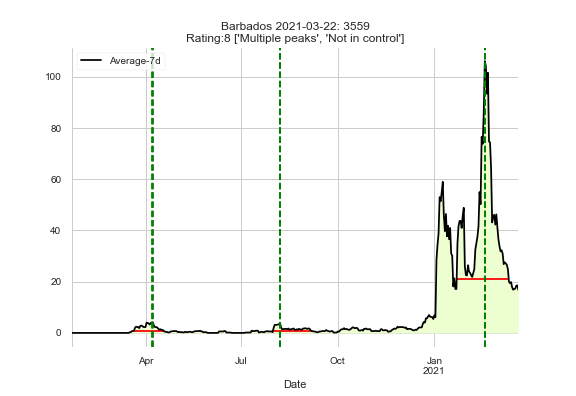 Barbados 2021-03-22: 3559
Rating:8 ['Multiple peaks', 'Not in control']
Average-7d
100
80
60
40
20
0
Apr
Jul
Oct
Jan
2021
Date